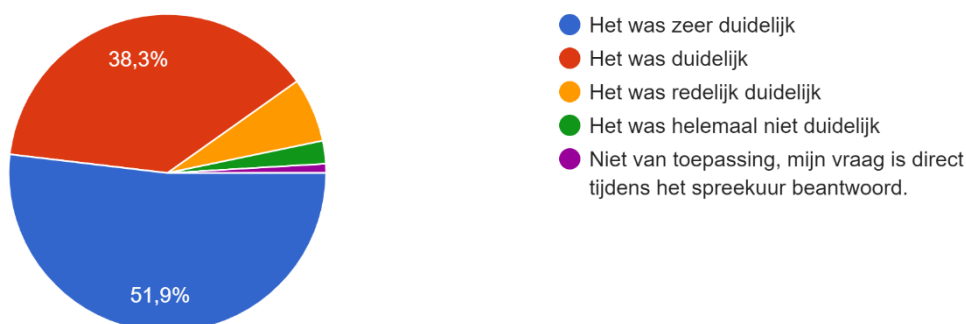 38,3%
51,9%
Het was zeer duidelijk
Het was duidelijk
Het was redelijk duidelijk
Het was helemaal niet duidelijk
Niet van toepassing, mijn vraag is direct
tijdens het spreekuur beantwoord.